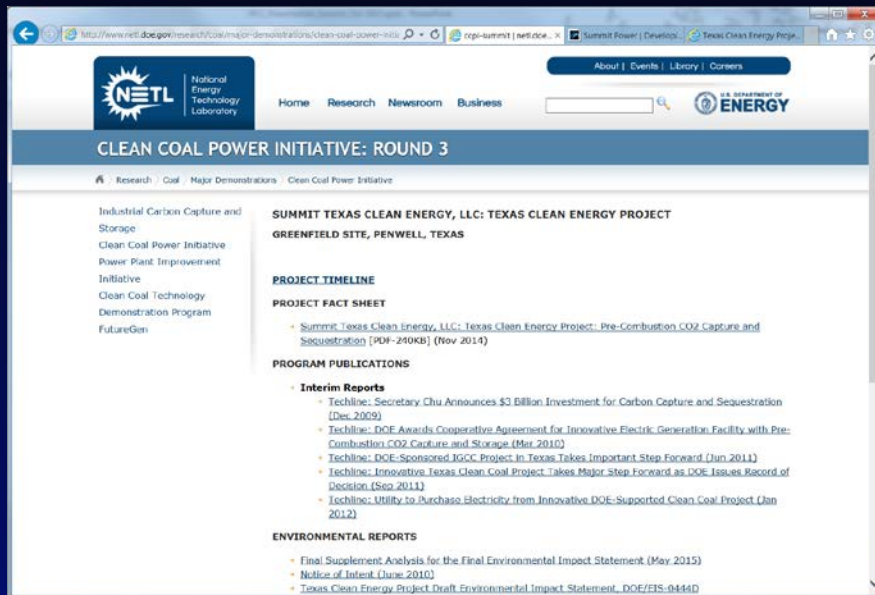 http://www.netl.doe.gov/research/coal/major-demonstrations/clean-coal-power-initia
ccpi-summit | netl.doe...
Summit Power | Developi...
Texas Clean Energy Proje...
NETL
National
Energy
Technology
Laboratory
About | Events | Library | Careers
Home Research Newsroom Business
U.S. DEPARTMENT OF
ENERGY
CLEAN COAL POWER INITIATIVE: ROUND 3
Research / Coal / Major Demonstrations / Clean Coal Power Initiative
Industrial Carbon Capture and
Storage
Clean Coal Power Initiative
Power Plant Improvement
Initiative
Clean Coal Technology
Demonstration Program
FutureGen
SUMMIT TEXAS CLEAN ENERGY, LLC: TEXAS CLEAN ENERGY PROJECT
GREENFIELD SITE, PENWELL, TEXAS
PROJECT TIMELINE
PROJECT FACT SHEET
Summit Texas Clean Energy, LLC: Texas Clean Energy Project: Pre-Combustion CO2 Capture and
Sequestration [PDF-240KB] (Nov 2014)
PROGRAM PUBLICATIONS
Interim Reports
Techline: Secretary Chu Announces $3 Billion Investment for Carbon Capture and Sequestration
(Dec 2009)
Techline: DOE Awards Cooperative Agreement for Innovative Electric Generation Facility with Pre-
Combustion CO2 Capture and Storage (Mar 2010)
Techline: DOE-Sponsored IGCC Project in Texas Takes Important Step Forward (Jun 2011)
Techline: Innovative Texas Clean Coal Project Takes Major Step Forward as DOE Issues Record of
Decision (Sep 2011)
Techline: Utility to Purchase Electricity from Innovative DOE-Supported Clean Coal Project (Jan
2012)
ENVIRONMENTAL REPORTS
Final Supplement Analysis for the Final Environmental Impact Statement (May 2015)
Notice of Intent (June 2010)
Texas Clean Energy Project Draft Environmental Impact Statement, DOE/EIS-0444D